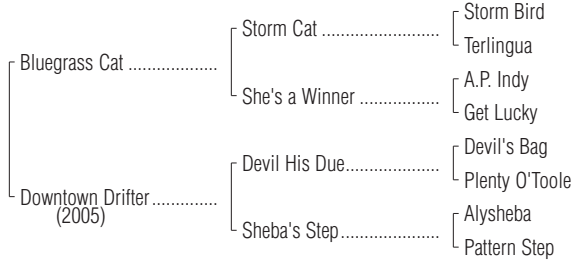 Storm Bird
Storm Cat ........................
Terlingua
Bluegrass Cat ..................
A.P. Indy
She's a Winner ................
Get Lucky
Devil's Bag
Devil His Due...................
Plenty O'Toole
Downtown Drifter.............
(2005)
Alysheba
Sheba's Step....................
Pattern Step